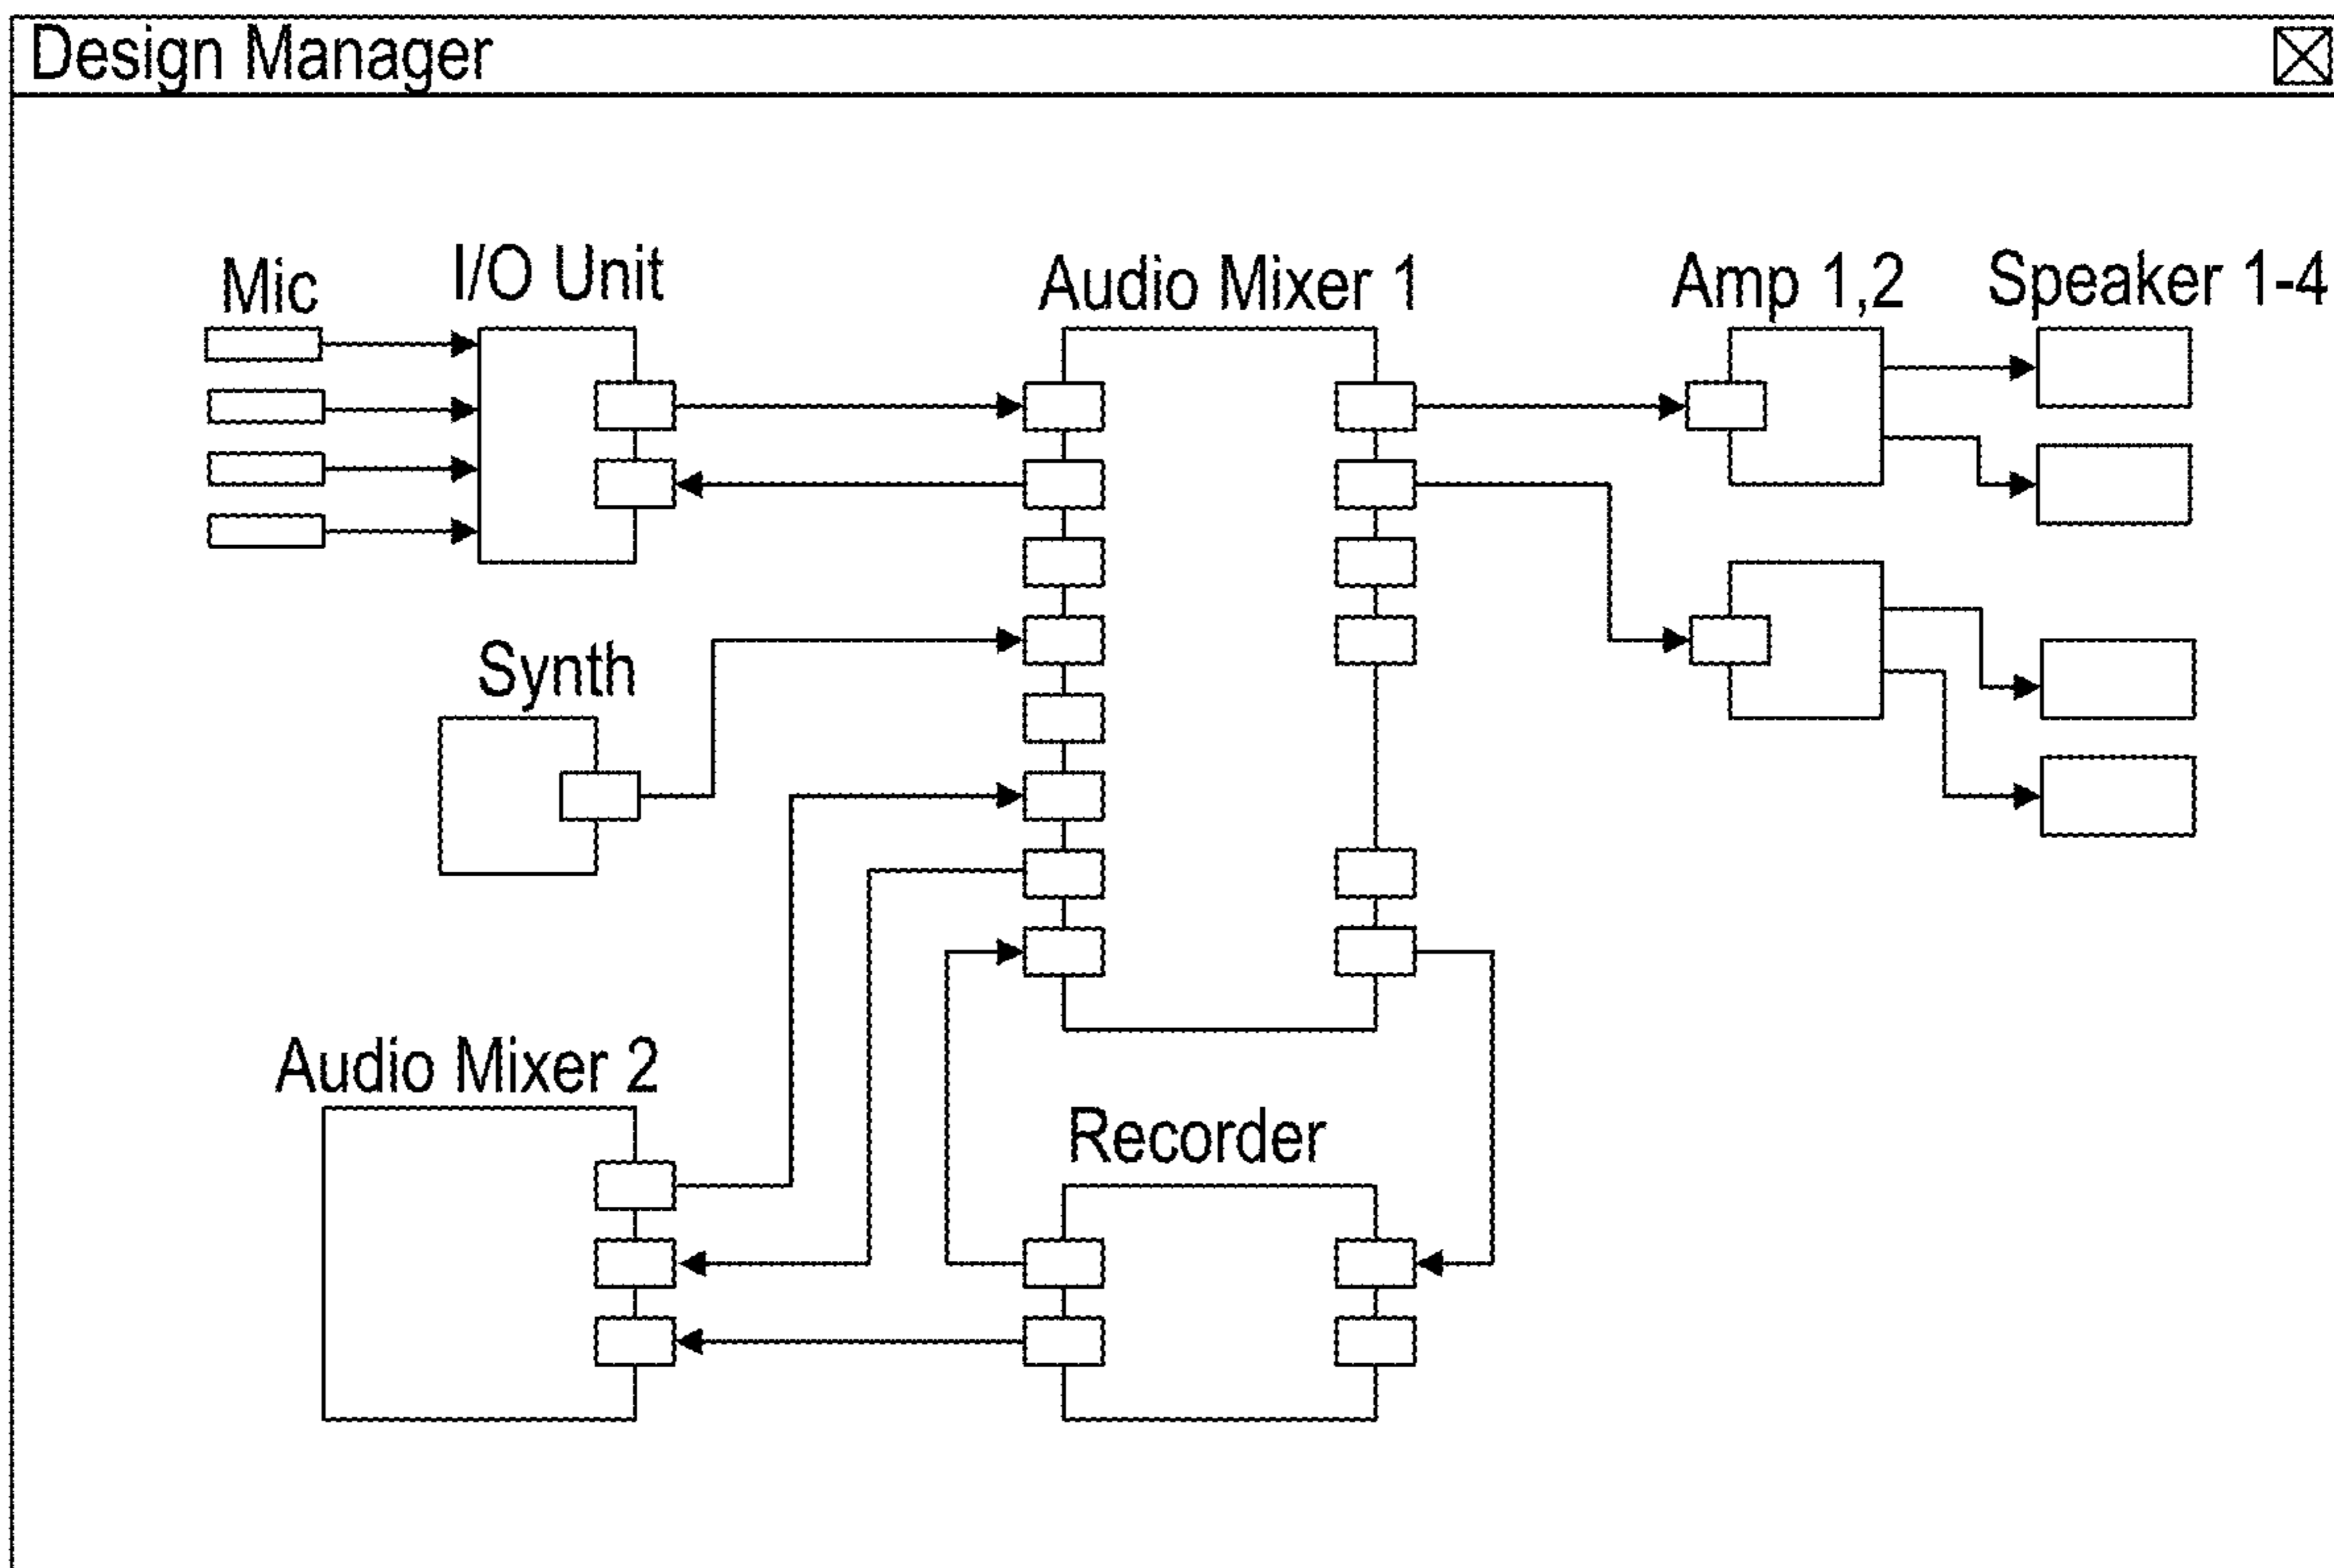 Design Manager
Mic
I/O Unit
Audio Mixer 1
Amp 1,2
Speaker 1-4
Synth
Audio Mixer 2
Recorder